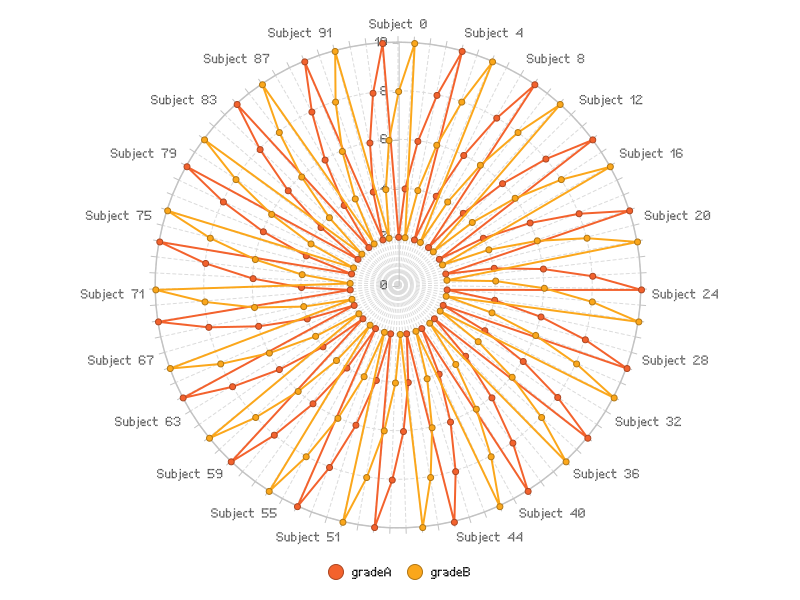 Subject 0
Subject 4
Subject 8
Subject 12
Subject 16
Subject 20
Subject 24
Subject 28
Subject 32
Subject 36
Subject 40
Subject 44
Subject 51
Subject 55
Subject 59
Subject 63
Subject 67
Subject 71
Subject 75
Subject 79
Subject 83
Subject 87
Subject 91
10
8
6
4
2
0
gradeA
gradeB